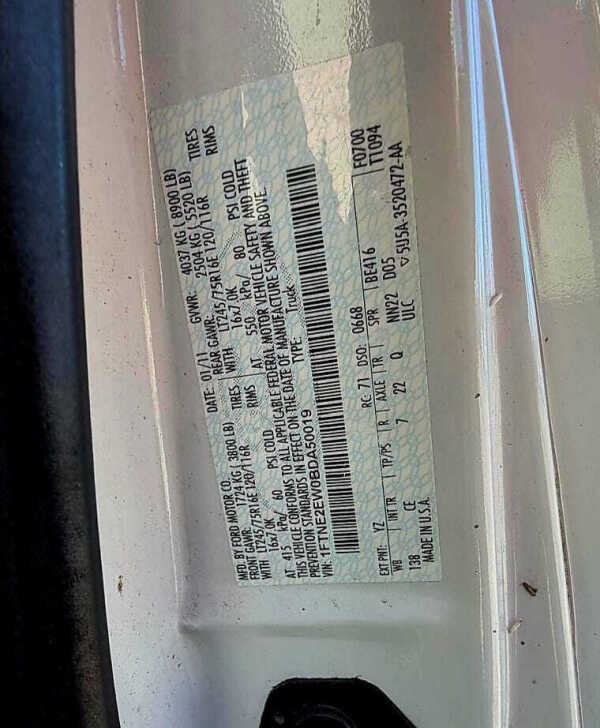 MFD. BY FORD MOTOR CO.
DATE: 01/11 GVWR: 4037 KG ( 8900 LB)
FRONT GAWR: 1724 KG ( 3800 LB) REAR GAWR: 2504 KG ( 5520 LB)
WITH LT245/75R16E 120/116R TIRES WITH LT245/75R16E 120/116R TIRES
16x7.0K RIMS 16x7.0K RIMS
AT 415 kPa/ 60 PSI COLD AT 550 kPa/ 80 PSI COLD
THIS VEHICLE CONFORMS TO ALL APPLICABLE FEDERAL MOTOR VEHICLE SAFETY AND THEFT
PREVENTION STANDARDS IN EFFECT ON THE DATE OF MANUFACTURE SHOWN ABOVE.
VIN: 1FTNE2EW0BDA50019 TYPE: Truck
F0700
T1094
EXT PNT: YZ RC: 71 DSO: 0668
WB INT TR TP/PS R AXLE TR SPR BE416
138 CE 7 22 Q NN22 D05
MADE IN U.S.A. ULC ▽5U5A-3520472-AA